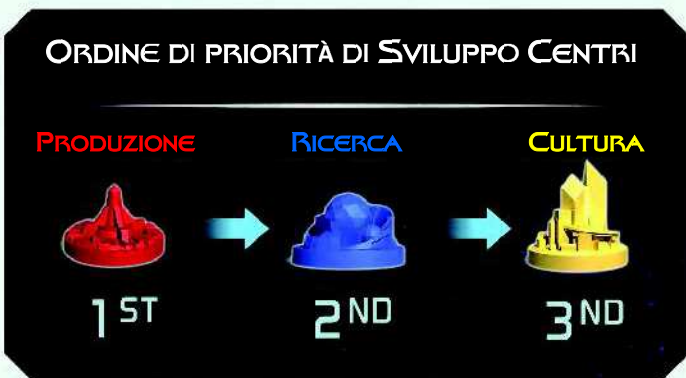 Ordine di priorità di Sviluppo Centri
Produzione Ricerca Cultura
1ST 2ND 3ND